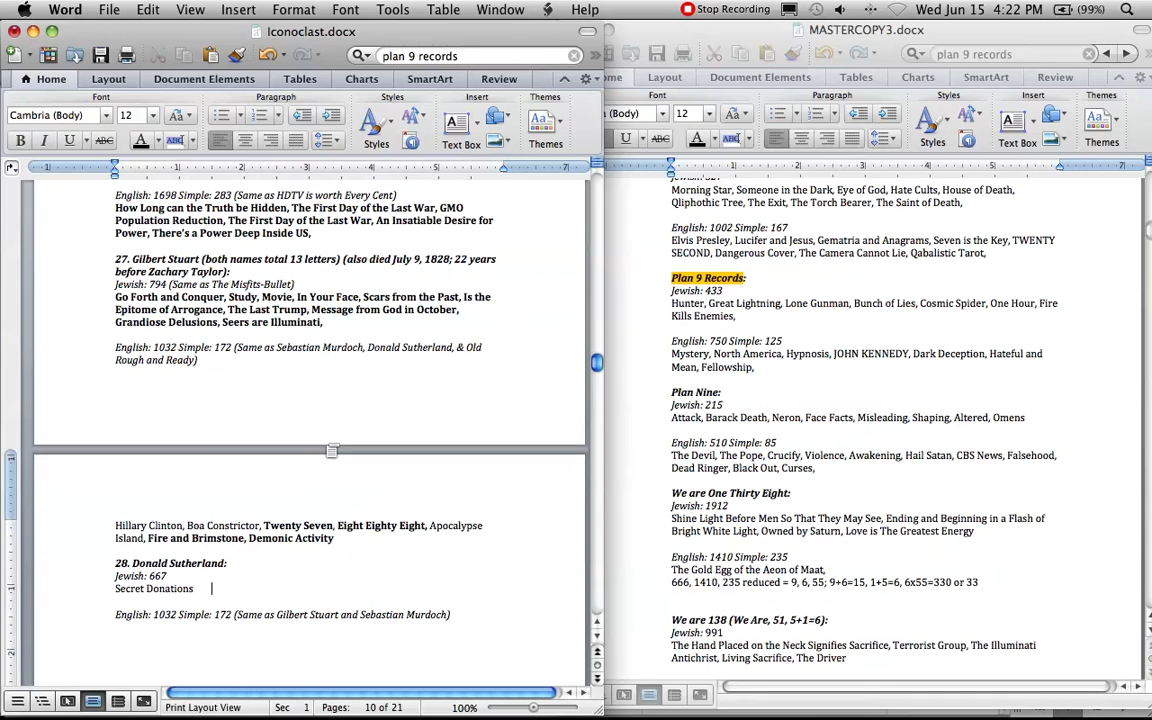 Word File Edit View Insert Format Font Tools Table Window Help Stop Recording Wed Jun 15 4:22 PM (99%)
Iconoclast.docx
plan 9 records
Home Layout Document Elements Tables Charts SmartArt Review
Font Paragraph Styles Insert Themes
Cambria (Body) 12 Aa
B I U ABC A ABC Styles A Text Box Aa Themes
English: 1698 Simple: 283 (Same as HDTV is worth Every Cent)
How Long can the Truth be Hidden, The First Day of the Last War, GMO
Population Reduction, The First Day of the Last War, An Insatiable Desire for
Power, There's a Power Deep Inside US,
27. Gilbert Stuart (both names total 13 letters) (also died July 9, 1828; 22 years
before Zachary Taylor):
Jewish: 794 (Same as The Misfits-Bullet)
Go Forth and Conquer, Study, Movie, In Your Face, Scars from the Past, Is the
Epitome of Arrogance, The Last Trump, Message from God in October,
Grandiose Delusions, Seers are Illuminati,
English: 1032 Simple: 172 (Same as Sebastian Murdoch, Donald Sutherland, & Old
Rough and Ready)
Hillary Clinton, Boa Constrictor, Twenty Seven, Eight Eighty Eight, Apocalypse
Island, Fire and Brimstone, Demonic Activity
28. Donald Sutherland:
Jewish: 667
Secret Donations
English: 1032 Simple: 172 (Same as Gilbert Stuart and Sebastian Murdoch)
Print Layout View Sec 1 Pages: 10 of 21 100%
MASTERCOPY3.docx
plan 9 records
ome Layout Document Elements Tables Charts SmartArt Review
Font Paragraph Styles Insert Themes
a (Body) 12 Aa
U ABC A ABC Styles A Text Box Aa Themes
Morning Star, Someone in the Dark, Eye of God, Hate Cults, House of Death,
Qliphothic Tree, The Exit, The Torch Bearer, The Saint of Death,
English: 1002 Simple: 167
Elvis Presley, Lucifer and Jesus, Gematria and Anagrams, Seven is the Key, TWENTY
SECOND, Dangerous Cover, The Camera Cannot Lie, Qabalistic Tarot,
Plan 9 Records:
Jewish: 433
Hunter, Great Lightning, Lone Gunman, Bunch of Lies, Cosmic Spider, One Hour, Fire
Kills Enemies,
English: 750 Simple: 125
Mystery, North America, Hypnosis, JOHN KENNEDY, Dark Deception, Hateful and
Mean, Fellowship,
Plan Nine:
Jewish: 215
Attack, Barack Death, Neron, Face Facts, Misleading, Shaping, Altered, Omens
English: 510 Simple: 85
The Devil, The Pope, Crucify, Violence, Awakening, Hail Satan, CBS News, Falsehood,
Dead Ringer, Black Out, Curses,
We are One Thirty Eight:
Jewish: 1912
Shine Light Before Men So That They May See, Ending and Beginning in a Flash of
Bright White Light, Owned by Saturn, Love is The Greatest Energy
English: 1410 Simple: 235
The Gold Egg of the Aeon of Maat,
666, 1410, 235 reduced = 9, 6, 55; 9+6=15, 1+5=6, 6x55=330 or 33
We are 138 (We Are, 51, 5+1=6):
Jewish: 991
The Hand Placed on the Neck Signifies Sacrifice, Terrorist Group, The Illuminati
Antichrist, Living Sacrifice, The Driver